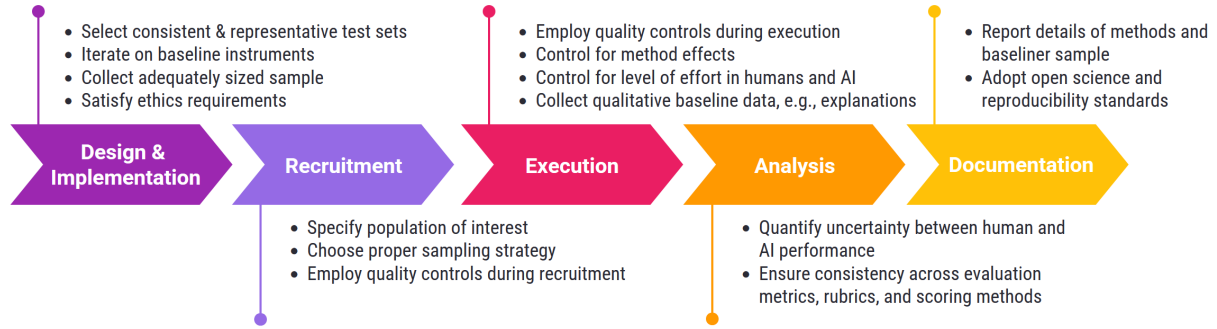 • Select consistent & representative test sets
• Iterate on baseline instruments
• Collect adequately sized sample
• Satisfy ethics requirements
Design &
Implementation
Recruitment
• Specify population of interest
• Choose proper sampling strategy
• Employ quality controls during recruitment
• Employ quality controls during execution
• Control for method effects
• Control for level of effort in humans and AI
• Collect qualitative baseline data, e.g., explanations
Execution
Analysis
• Quantify uncertainty between human and
AI performance
• Ensure consistency across evaluation
metrics, rubrics, and scoring methods
• Report details of methods and
baseliner sample
• Adopt open science and
reproducibility standards
Documentation